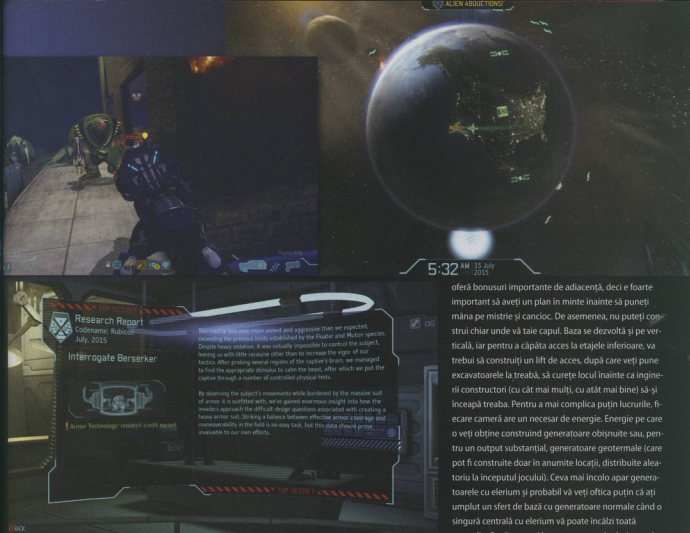 ALIEN ABDUCTIONS!
5:32 AM
15 July
2015
TOP SECRET
Research Report
Codename: Rubicon
July, 2015
Interrogate Berserker
Armor Technology: research credit earned.
This captive was even more violent and aggressive than we expected,
exceeding the previous limits established by the Floater and Muton species.
Despite heavy sedation, it was virtually impossible to control the subject,
leaving us with little recourse other than to increase the vigor of our
tactics. After probing several regions of the captive's brain, we managed
to find the appropriate stimulus to calm the beast, after which we put the
captive through a number of controlled physical tests.
By observing the subject's movements while burdened by the massive suit
of armor it is outfitted with, we've gained enormous insight into how the
invaders approach the difficult design questions associated with creating a
heavy armor suit. Striking a balance between effective armor coverage and
maneuverability in the field is no easy task, but this data should prove
invaluable to our own efforts.
TOP SECRET
BACK
oferă bonusuri importante de adiacență, deci e foarte
important să aveți un plan în minte înainte să puneți
mâna pe mistrie și cancioc. De asemenea, nu puteți con-
strui chiar unde vă taie capul. Baza se dezvoltă și pe ver-
ticală, iar pentru a căpăta acces la etajele inferioare, va
trebui să construiți un lift de acces, după care veți pune
excavatoarele la treabă, să curețe locul înainte ca ingine-
rii constructori (cu cât mai mulți, cu atât mai bine) să-și
înceapă treaba. Pentru a mai complica puțin lucrurile, fi-
ecare cameră are un necesar de energie. Energie pe care
o veți obține construind generatoare obișnuite sau, pen-
tru un output substanțial, generatoare geotermale (care
pot fi construite doar în anumite locații, distribuite alea-
toriu la începutul jocului). Ceva mai încolo apar genera-
toarele cu elerium și probabil vă veți oftica puțin că ați
umplut un sfert de bază cu generatoare normale când o
singură centrală cu elerium vă poate încălzi toată